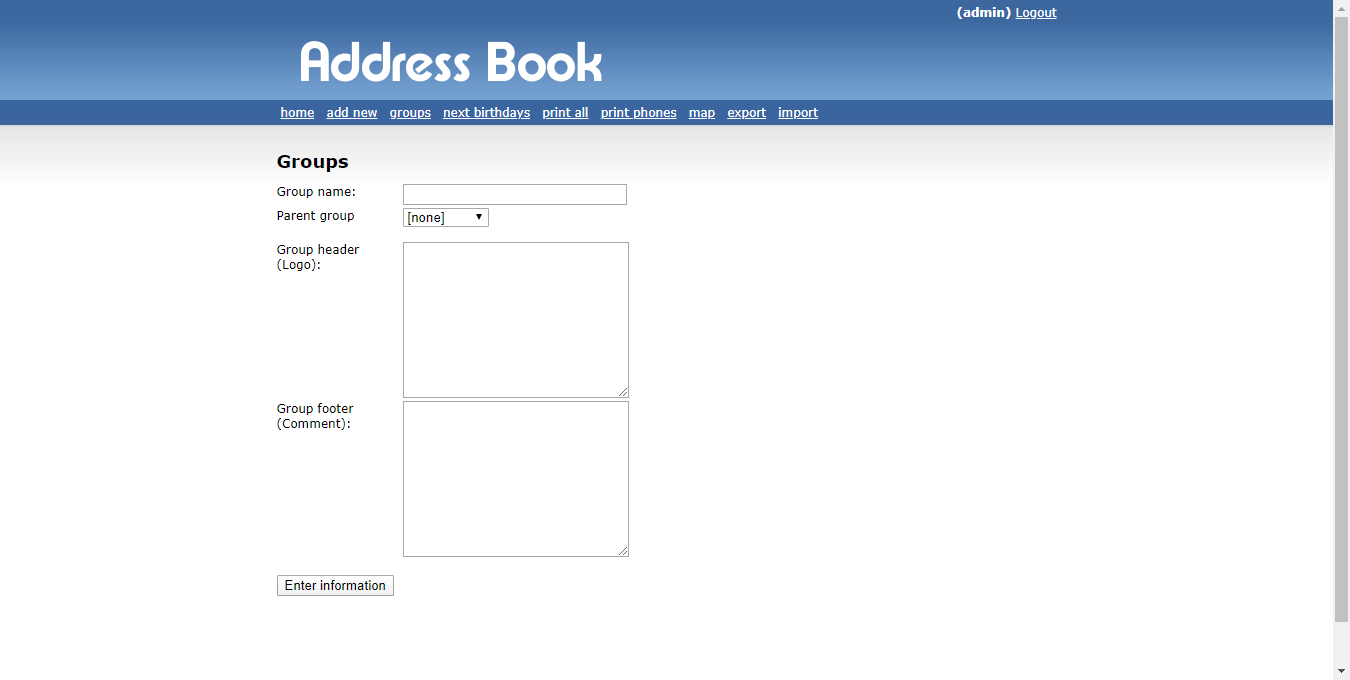 (admin) Logout
Address Book
home add new groups next birthdays print all print phones map export import
Groups
Group name:
Parent group [none]
Group header
(Logo):
Group footer
(Comment):
Enter information